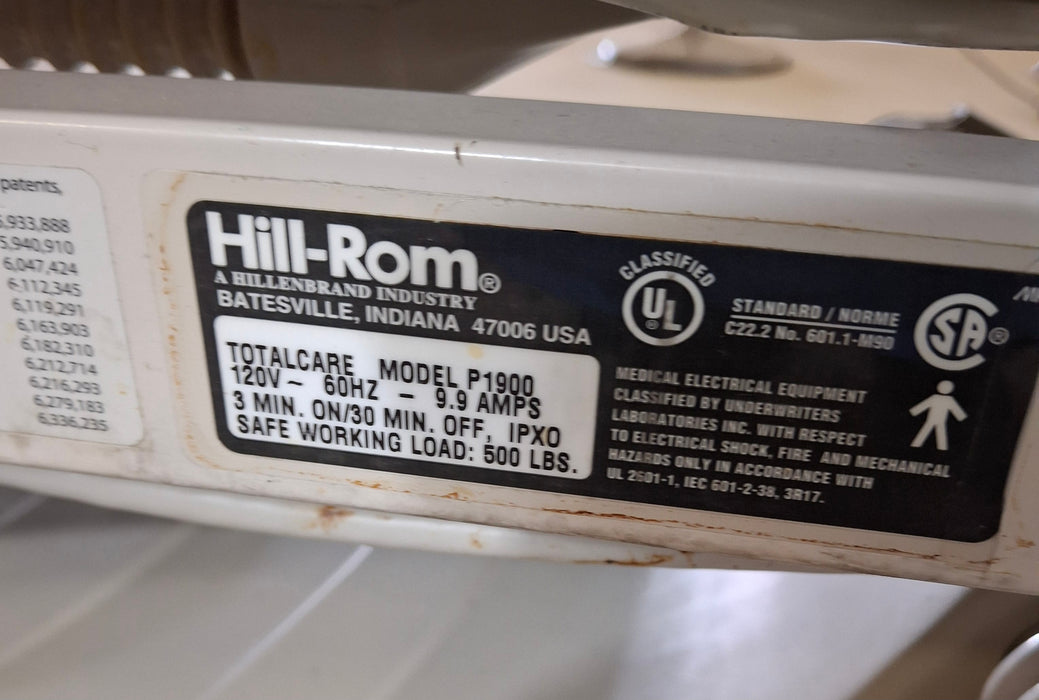 patents,
5,933,888
5,940,910
6,047,424
6,112,345
6,119,291
6,163,903
6,182,310
6,212,714
6,216,293
6,279,183
6,336,235
Hill-Rom®
A HILLENBRAND INDUSTRY
BATESVILLE, INDIANA 47006 USA
TOTALCARE MODEL P1900
120V ~ 60HZ – 9.9 AMPS
3 MIN. ON/30 MIN. OFF, IPXO
SAFE WORKING LOAD: 500 LBS.
CLASSIFIED
UL®
STANDARD / NORME
C22.2 No. 601.1-M90
CSA®
MEDICAL ELECTRICAL EQUIPMENT
CLASSIFIED BY UNDERWRITERS
LABORATORIES INC. WITH RESPECT
TO ELECTRICAL SHOCK, FIRE AND MECHANICAL
HAZARDS ONLY IN ACCORDANCE WITH
UL 2601-1, IEC 601-2-38, 3R17.